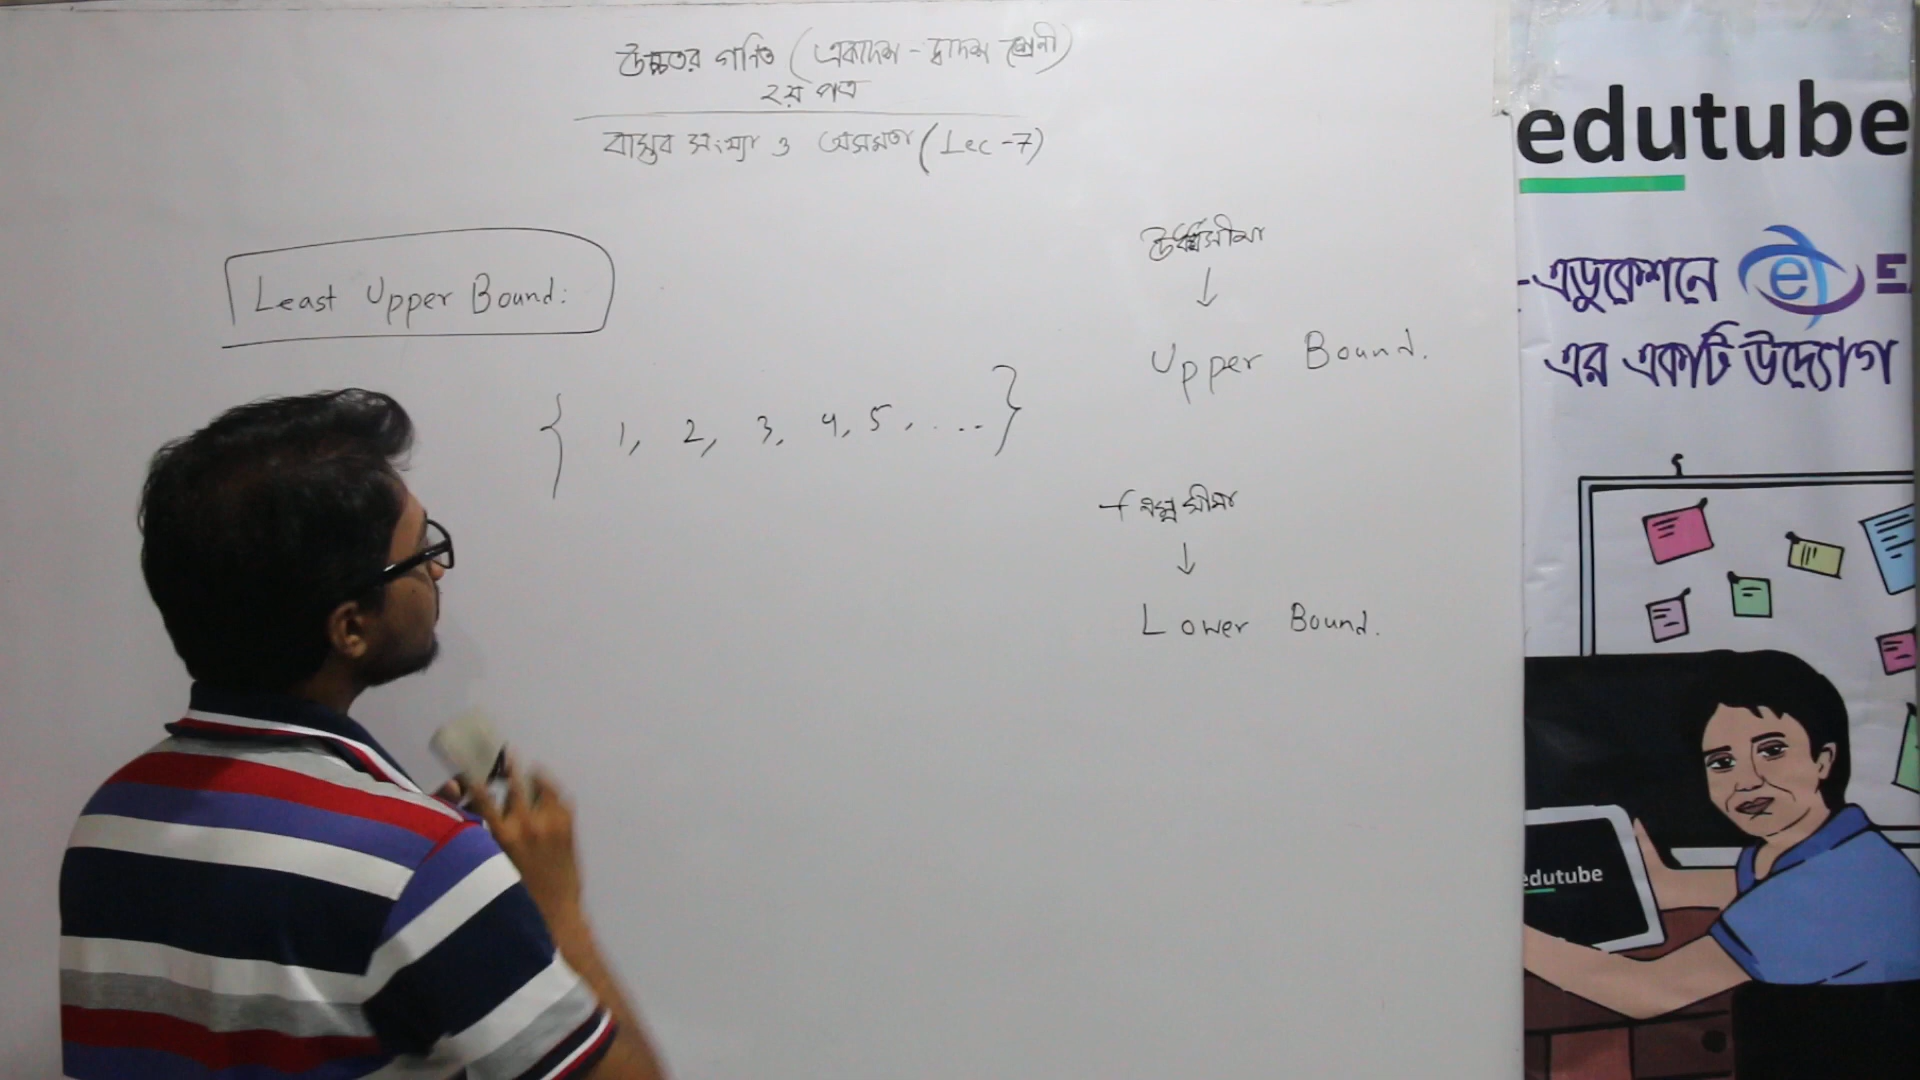 উচ্চতর গণিত (একাদশ - দ্বাদশ শ্রেনী)
২য় পত্র
বাস্তব সংখ্যা ও অসমতা (Lec-7)
Least Upper Bound:
{ 1, 2, 3, 4, 5, .... }
উর্ধ্বসীমা
↓
Upper Bound.
নিম্ন সীমা
↓
Lower Bound.
edutube
-এডুকেশনে e E
এর একটি উদ্যোগ
edutube